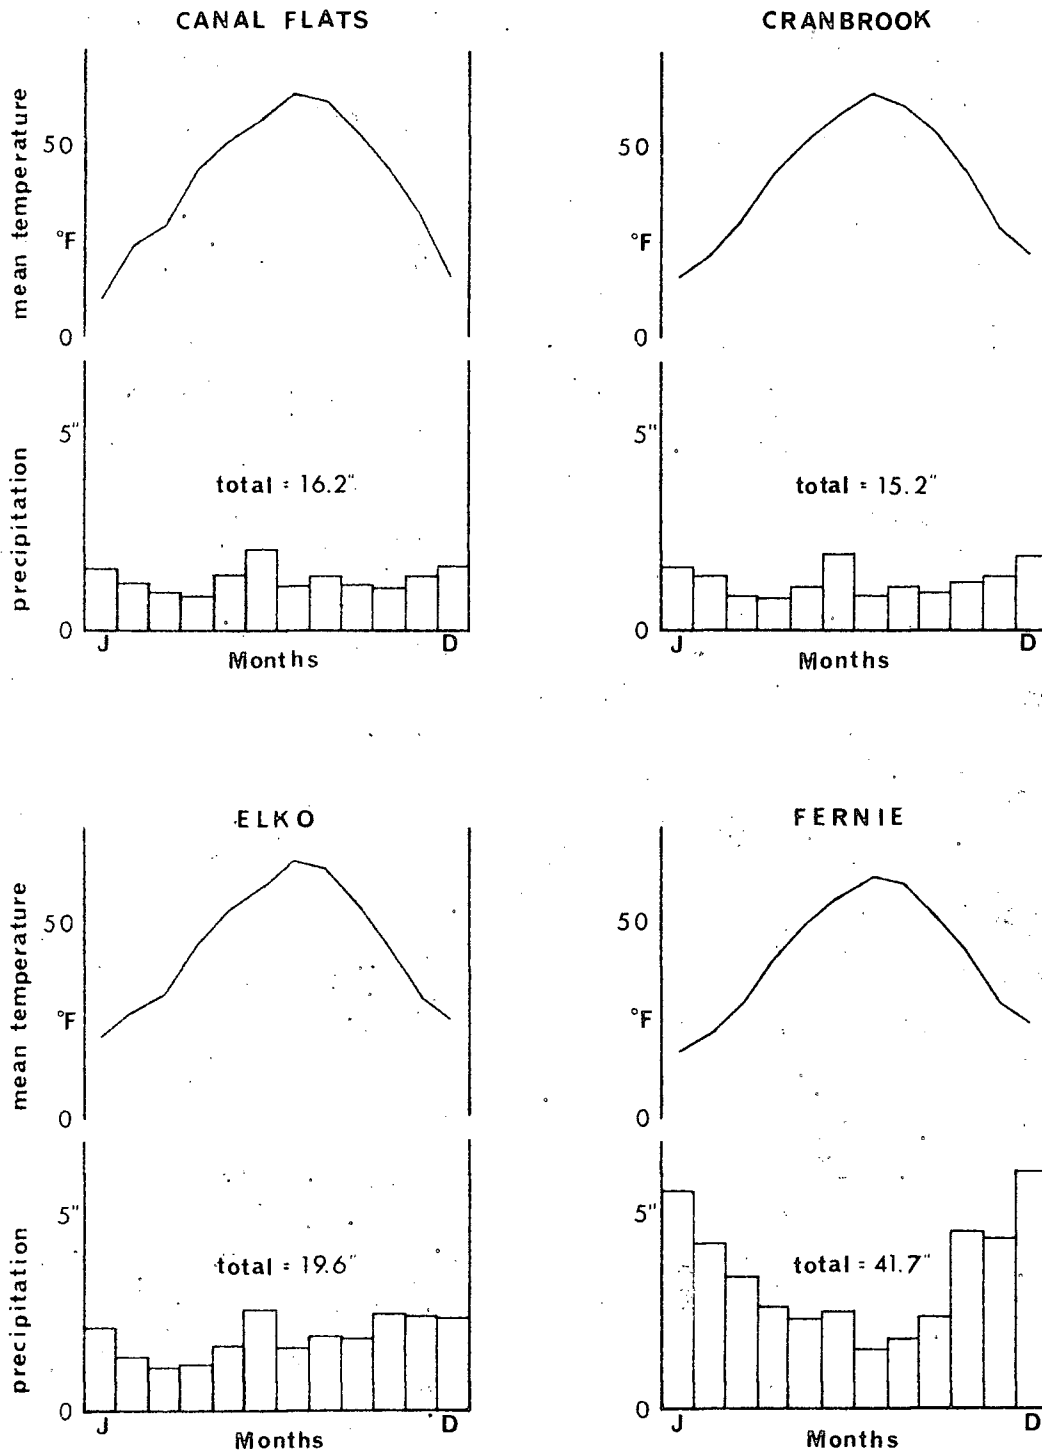 CANAL FLATS
mean temperature
50
°F
0
precipitation
5"
total = 16.2"
0
J
D
Months
CRANBROOK
50
°F
0
5"
total = 15.2"
0
J
D
Months
ELKO
mean temperature
50
°F
0
precipitation
5"
total = 19.6"
0
J
D
Months
FERNIE
50
°F
0
5"
total = 41.7"
0
J
D
Months